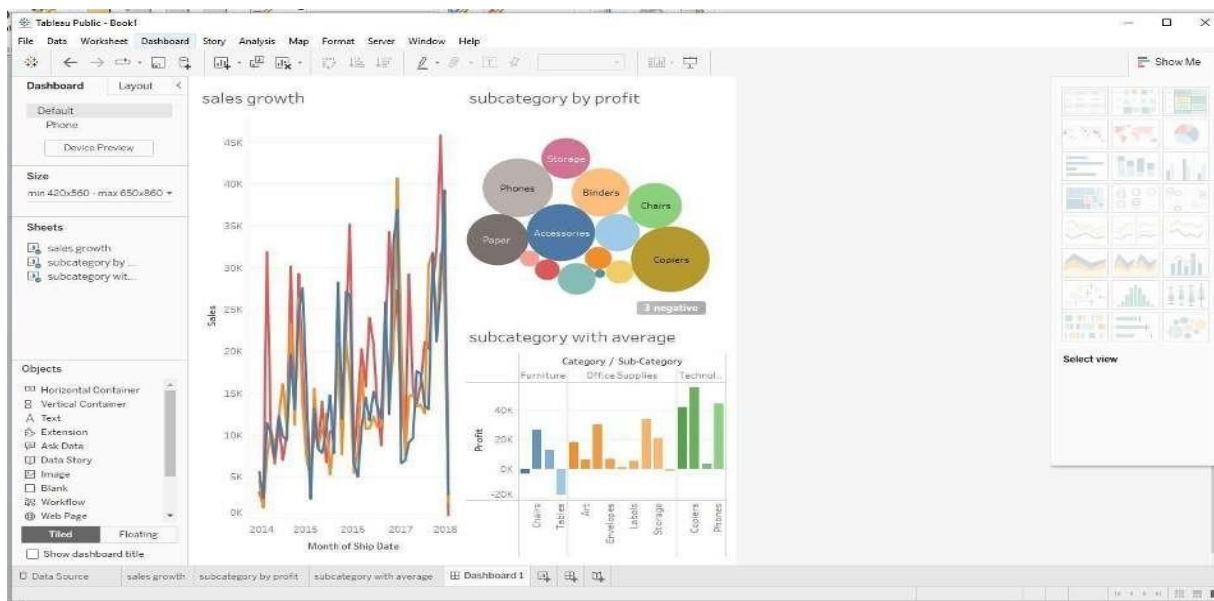 Tableau Public - Book1
File Data Worksheet Dashboard Story Analysis Map Format Server Window Help
Show Me
Dashboard Layout
Default
Phone
Device Preview
Size
min 420x560 - max 650x860
Sheets
sales growth
subcategory by ...
subcategory wit...
Objects
Horizontal Container
Vertical Container
Text
Extension
Ask Data
Data Story
Image
Blank
Workflow
Web Page
Tiled Floating
Show dashboard title
sales growth
45K
40K
35K
30K
25K
20K
15K
10K
5K
0K
Sales
2014 2015 2016 2017 2018
Month of Ship Date
subcategory by profit
Storage
Phones
Binders
Chairs
Accessories
Paper
Copiers
3 negative
subcategory with average
Category / Sub-Category
Furniture Office Supplies Technol..
40K
20K
0K
-20K
Profit
Chairs
Tables
Art
Envelopes
Labels
Storage
Copiers
Phones
Select view
Data Source sales growth subcategory by profit subcategory with average Dashboard 1